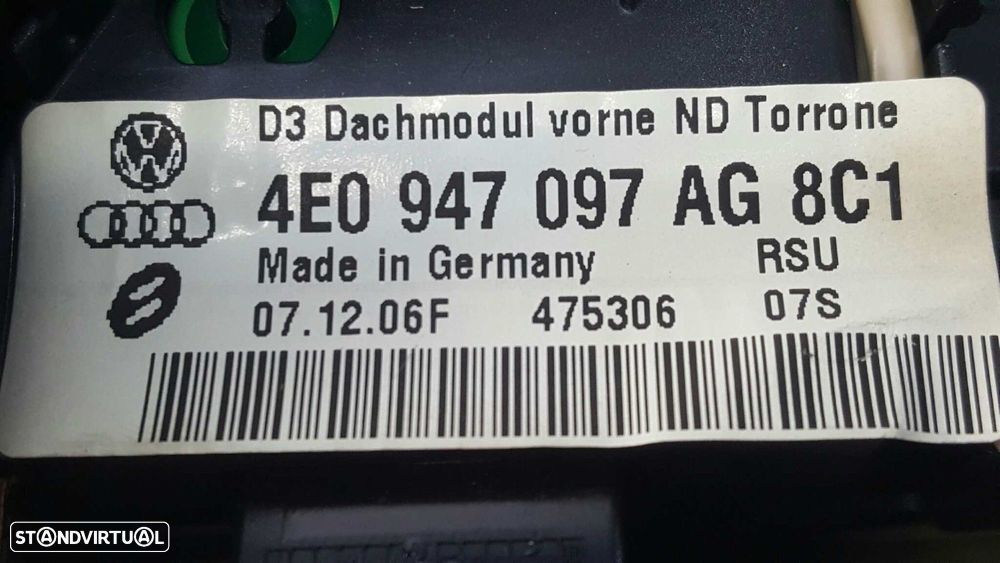 D3 Dachmodul vorne ND Torrone
4E0 947 097 AG 8C1
Made in Germany RSU
07.12.06F 475306 07S
STANDVIRTUAL